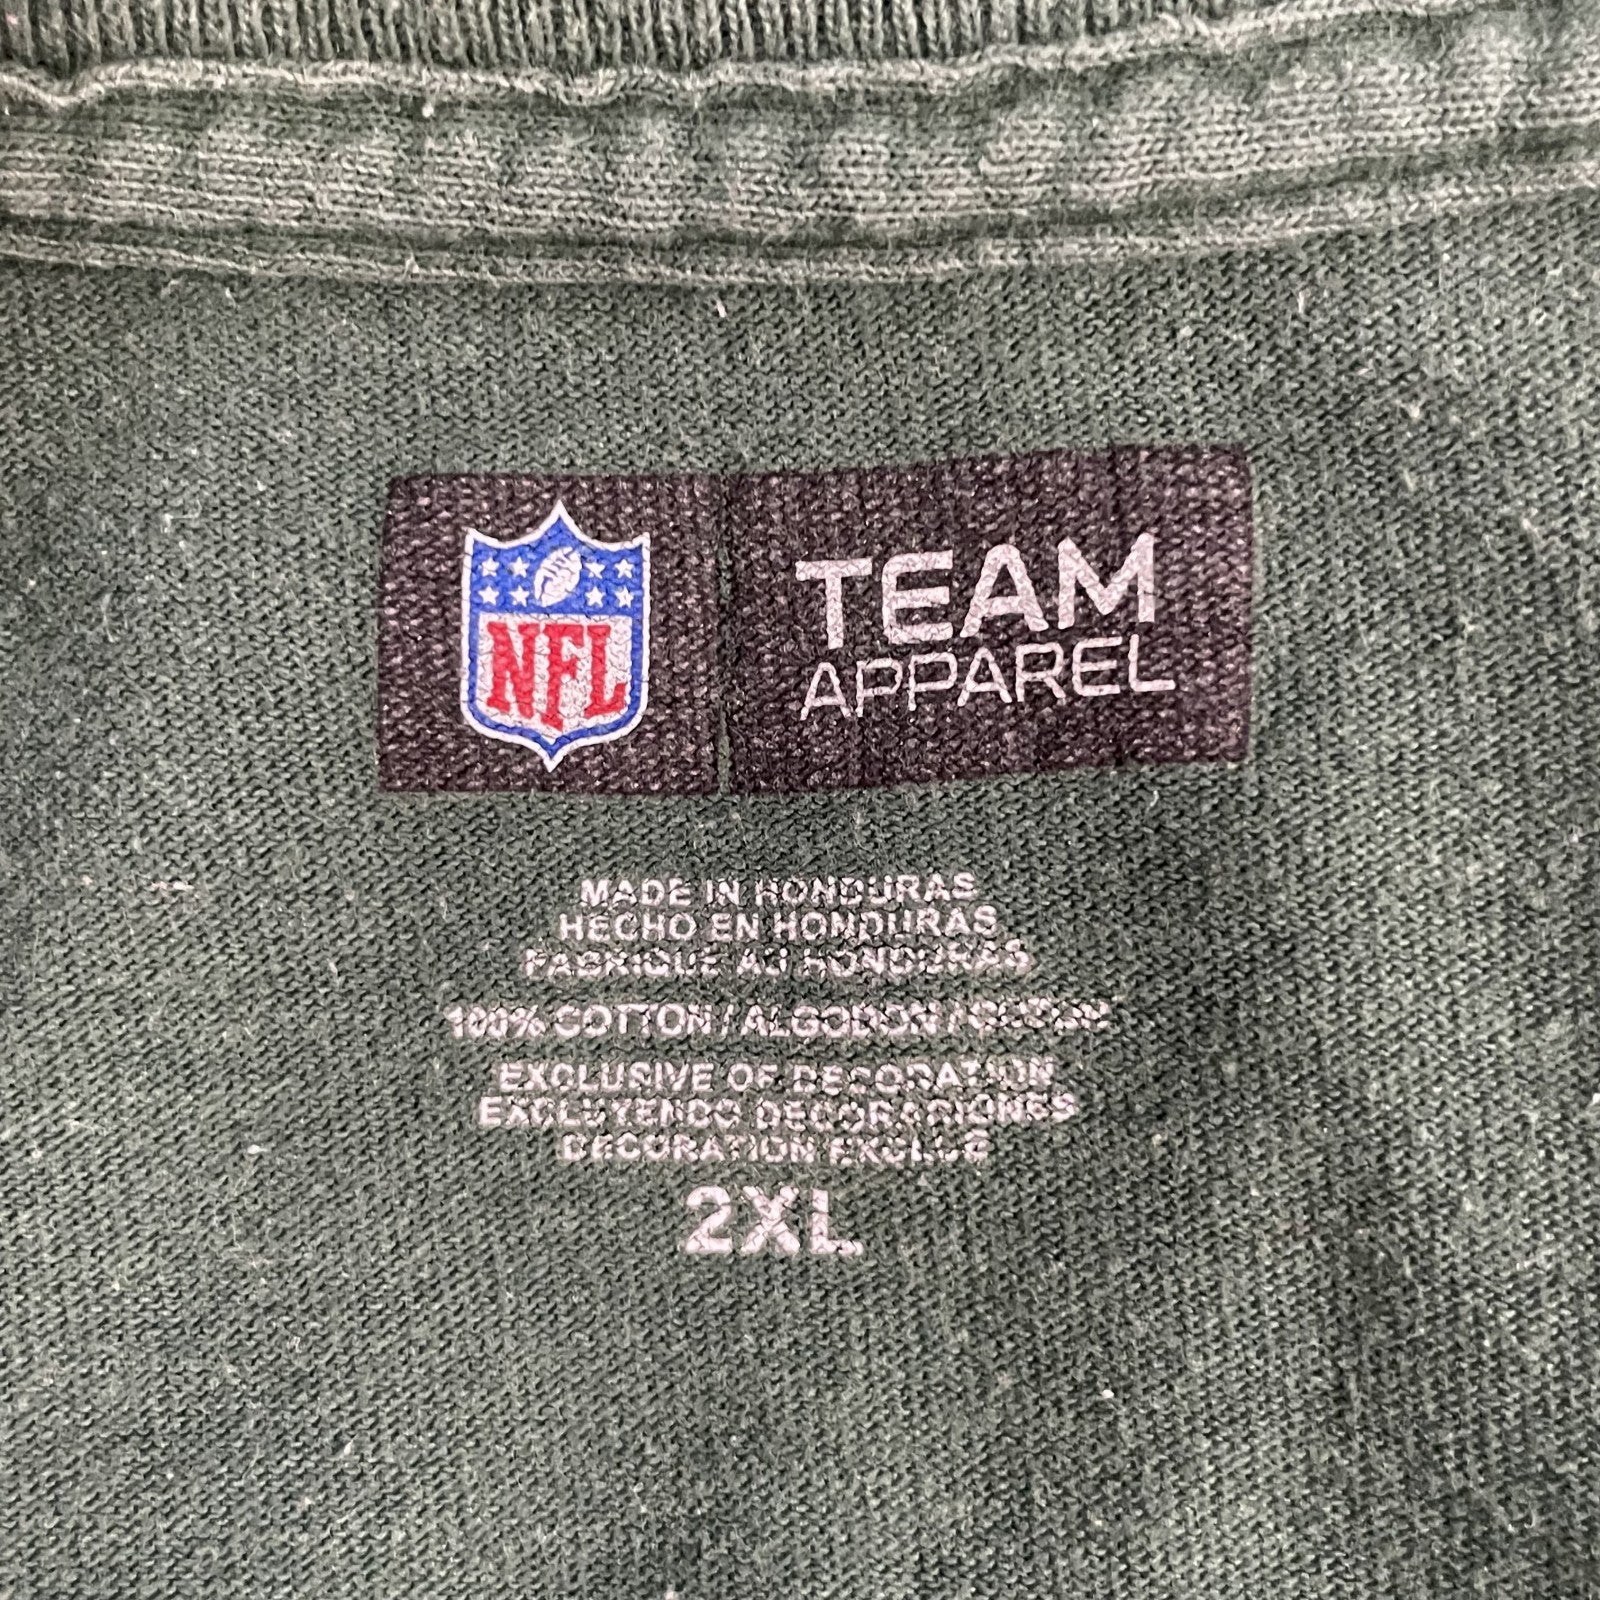 NFL
TEAM
APPAREL
MADE IN HONDURAS
HECHO EN HONDURAS
FABRIQUE AU HONDURAS
100% COTTON / ALGODON / COTON
EXCLUSIVE OF DECORATION
EXCLUYENDO DECORACIONES
DECORATION EXCLUE
2XL